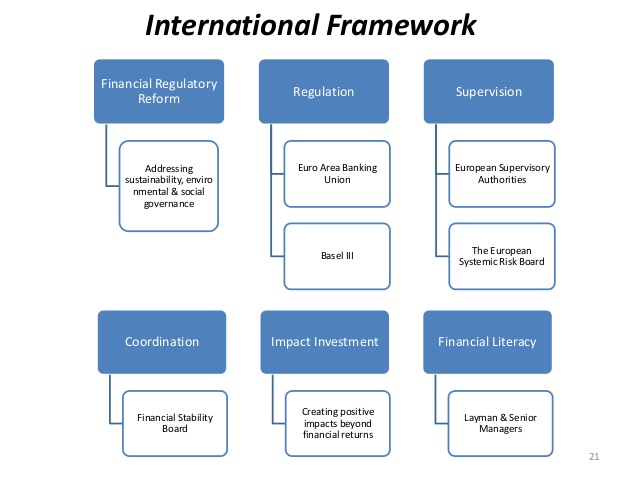 International Framework
Financial Regulatory
Reform
Regulation
Supervision
Addressing
sustainability, enviro
nmental & social
governance
Euro Area Banking
Union
European Supervisory
Authorities
Basel III
The European
Systemic Risk Board
Coordination
Impact Investment
Financial Literacy
Financial Stability
Board
Creating positive
impacts beyond
financial returns
Layman & Senior
Managers
21